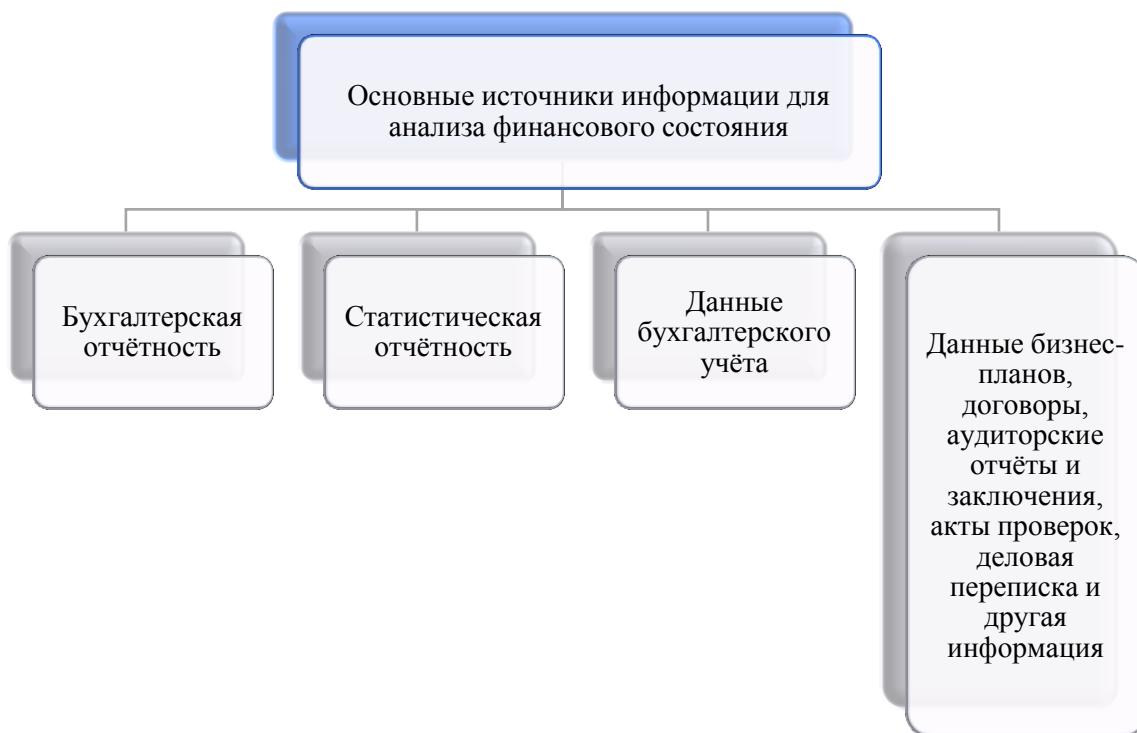 Основные источники информации для
анализа финансового состояния
Бухгалтерская
отчётность
Статистическая
отчётность
Данные
бухгалтерского
учёта
Данные бизнес-
планов,
договоры,
аудиторские
отчёты и
заключения,
акты проверок,
деловая
переписка и
другая
информация